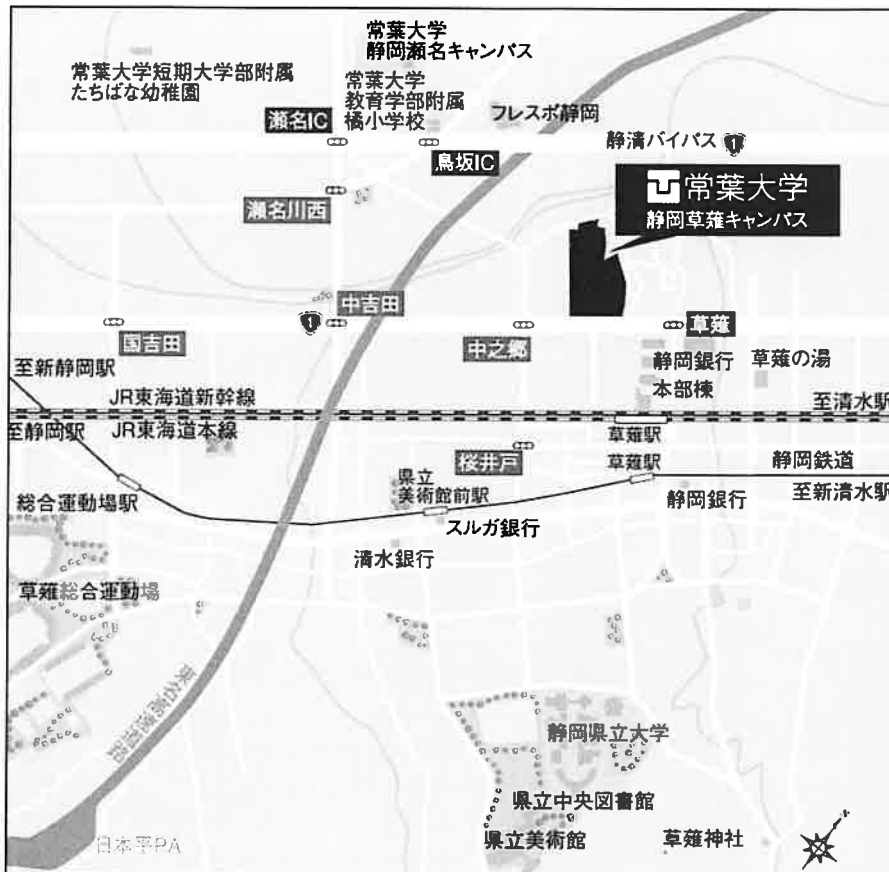 常葉大学
静岡瀬名キャンパス
常葉大学短期大学部附属
たちばな幼稚園
常葉大学
教育学部附属
橘小学校
瀬名IC
フレスポ静岡
鳥坂IC
静清バイパス
1
常葉大学
静岡草薙キャンパス
瀬名川西
中吉田
1
国吉田
中之郷
草薙
静岡銀行
本部棟
草薙の湯
至新静岡駅
JR東海道新幹線
至清水駅
至静岡駅
JR東海道本線
草薙駅
桜井戸
草薙駅
静岡鉄道
県立
美術館前駅
総合運動場駅
静岡銀行
至新清水駅
スルガ銀行
清水銀行
草薙総合運動場
東名高速道路
静岡県立大学
県立中央図書館
県立美術館
草薙神社
日本平PA